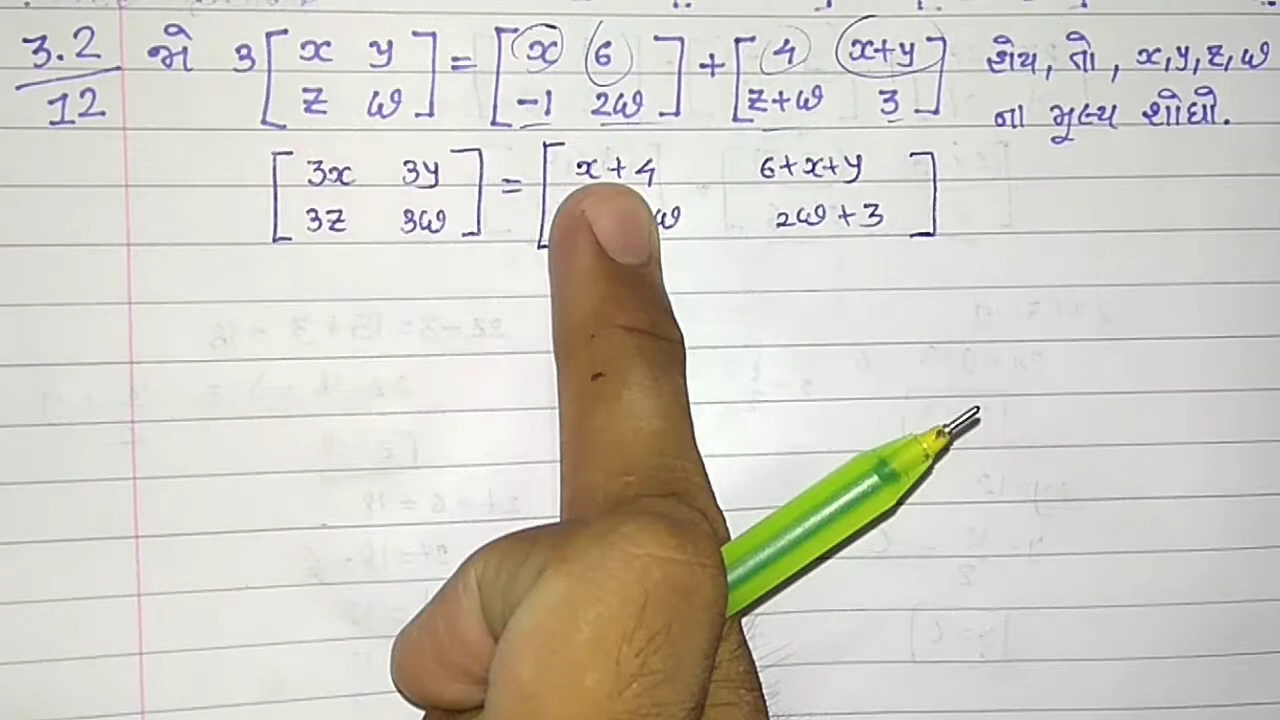 3.2/12 જો 3[x y] = [x 6] + [4 x+y] હોય, તો, x,y,z,w
[z w] [-1 2w] [z+w 3] ના મૂલ્ય શોધો.
[3x 3y] = [x+4 6+x+y]
[3z 3w] [w 2w+3]